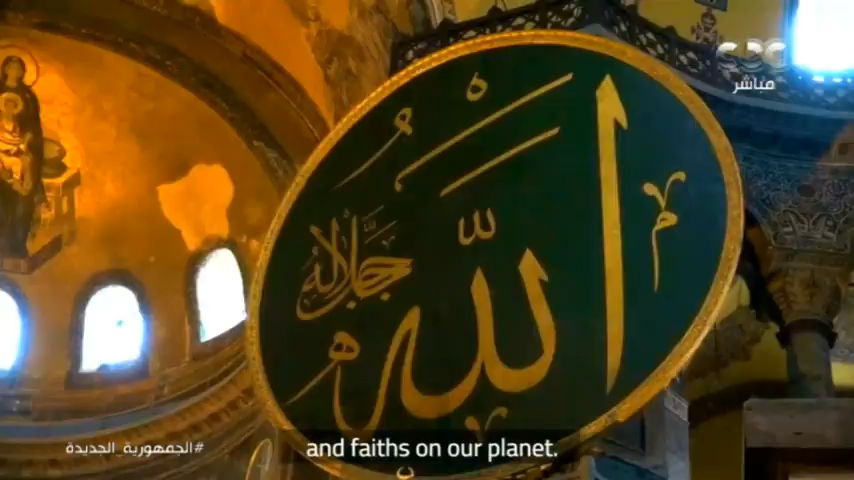 CBC
مباشر
الله
جل جلاله
and faiths on our planet.
#الجمهورية_الجديدة